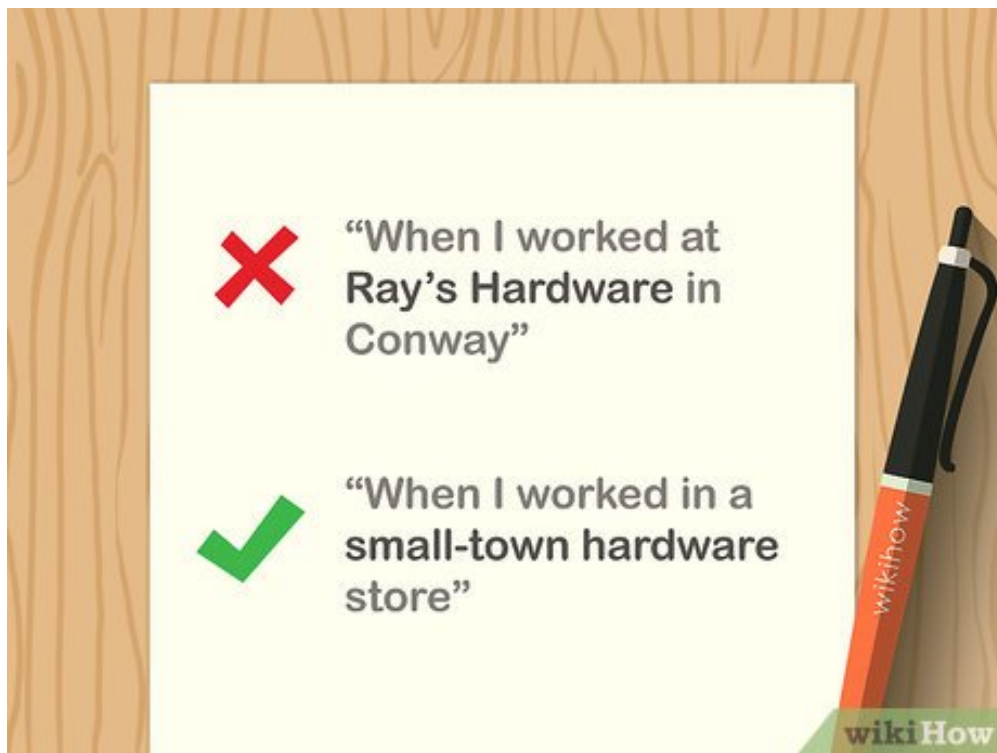 “When I worked at
Ray’s Hardware in
Conway”
“When I worked in a
small-town hardware
store”
wikihow
wikiHow